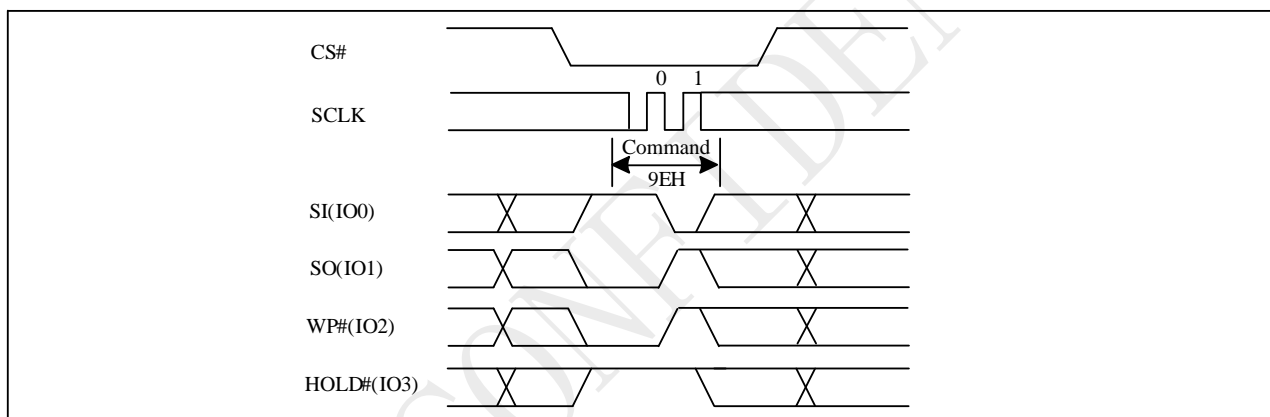 CS#
0 1
SCLK
Command
9EH
SI(IO0)
SO(IO1)
WP#(IO2)
HOLD#(IO3)